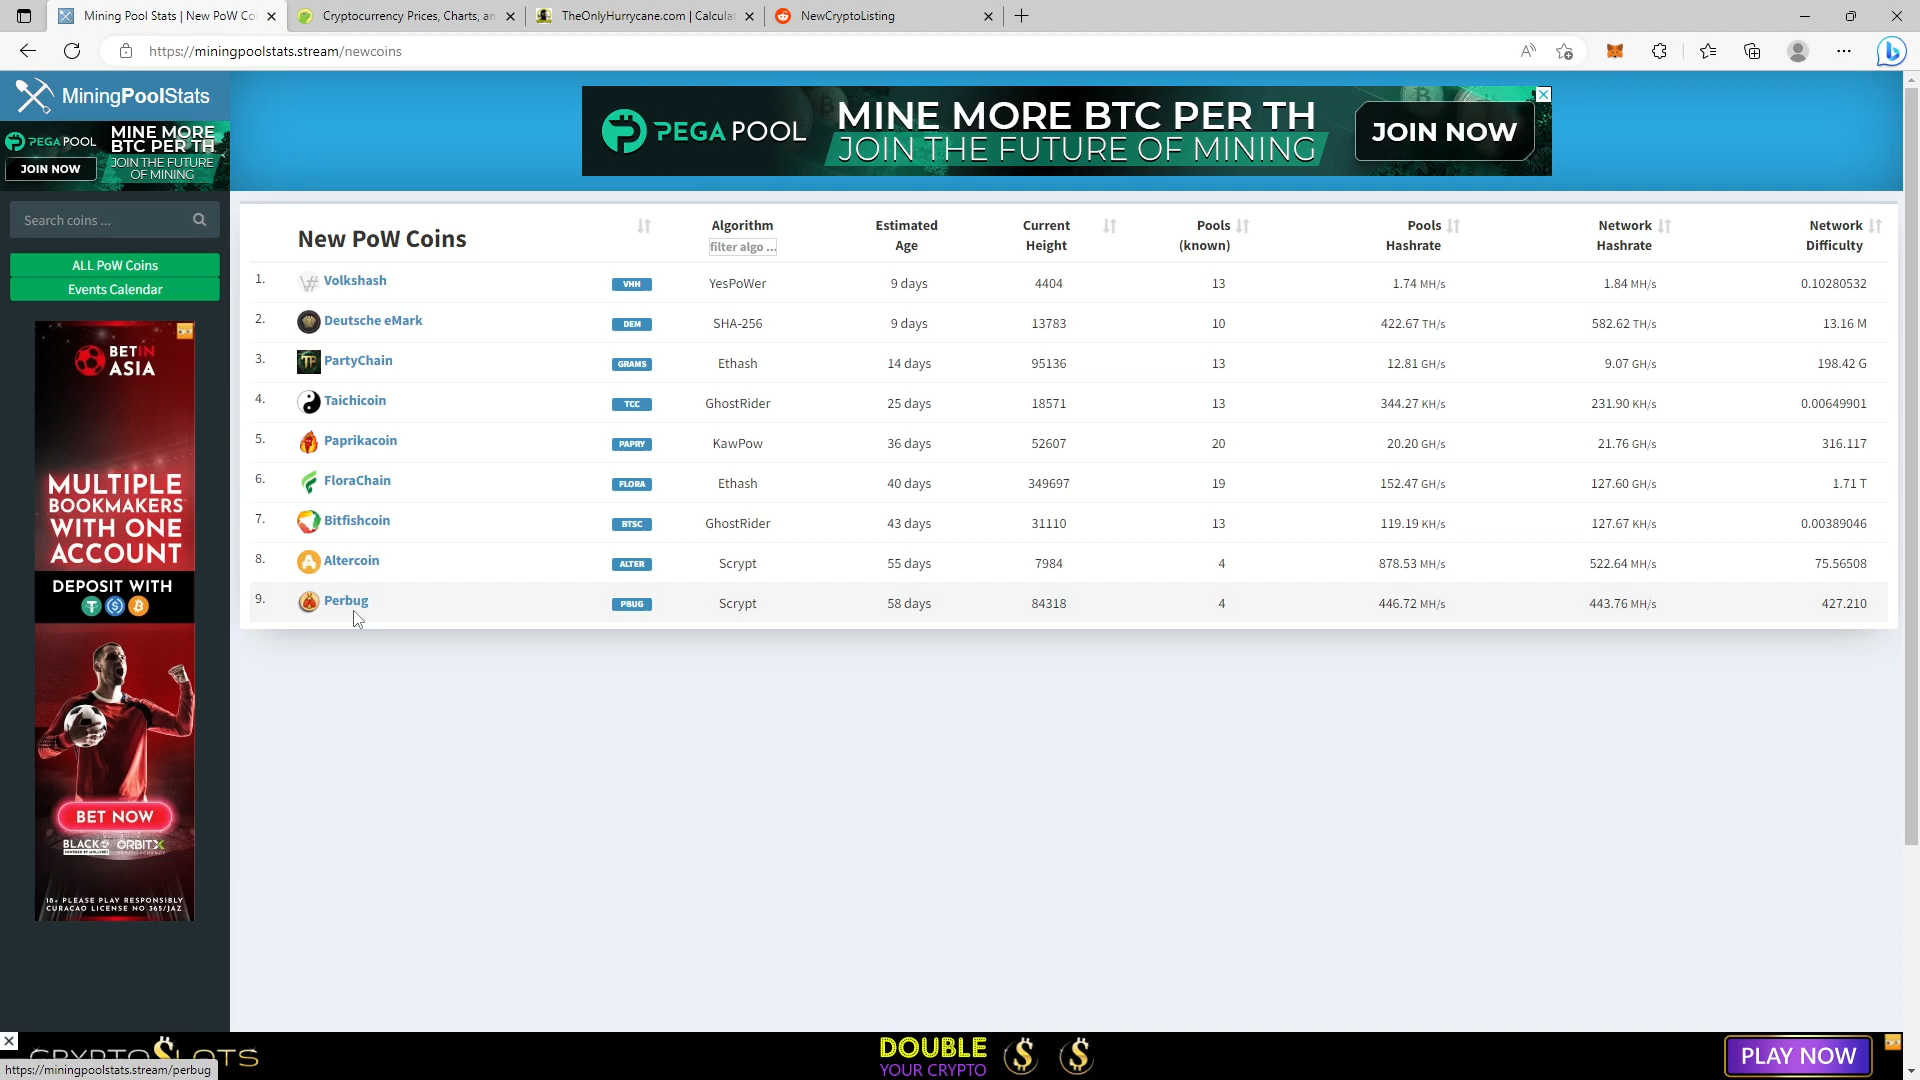 Mining Pool Stats | New PoW Co
Cryptocurrency Prices, Charts, an
TheOnlyHurrycane.com | Calculat
NewCryptoListing
https://miningpoolstats.stream/newcoins
MiningPoolStats
PEGA POOL
MINE MORE
BTC PER TH
JOIN NOW
JOIN THE FUTURE
OF MINING
PEGA POOL
MINE MORE BTC PER TH
JOIN THE FUTURE OF MINING
JOIN NOW
Search coins ...
ALL PoW Coins
Events Calendar
New PoW Coins
Algorithm
filter algo ...
Estimated
Age
Current
Height
Pools
(known)
Pools
Hashrate
Network
Hashrate
Network
Difficulty
1. Volkshash VHH YesPoWer 9 days 4404 13 1.74 MH/s 1.84 MH/s 0.10280532
2. Deutsche eMark DEM SHA-256 9 days 13783 10 422.67 TH/s 582.62 TH/s 13.16 M
3. PartyChain GRAMS Ethash 14 days 95136 13 12.81 GH/s 9.07 GH/s 198.42 G
4. Taichicoin TCC GhostRider 25 days 18571 13 344.27 KH/s 231.90 KH/s 0.00649901
5. Paprikacoin PAPRY KawPow 36 days 52607 20 20.20 GH/s 21.76 GH/s 316.117
6. FloraChain FLORA Ethash 40 days 349697 19 152.47 GH/s 127.60 GH/s 1.71 T
7. Bitfishcoin BTSC GhostRider 43 days 31110 13 119.19 KH/s 127.67 KH/s 0.00389046
8. Altercoin ALTER Scrypt 55 days 7984 4 878.53 MH/s 522.64 MH/s 75.56508
9. Perbug PBUG Scrypt 58 days 84318 4 446.72 MH/s 443.76 MH/s 427.210
BETIN
ASIA
MULTIPLE
BOOKMAKERS
WITH ONE
ACCOUNT
DEPOSIT WITH
BET NOW
BLACK ORBITX
18+ PLEASE PLAY RESPONSIBLY
CURACAO LICENSE NO 365/JAZ
CRYPTO SLOTS
DOUBLE
YOUR CRYPTO
PLAY NOW
https://miningpoolstats.stream/perbug